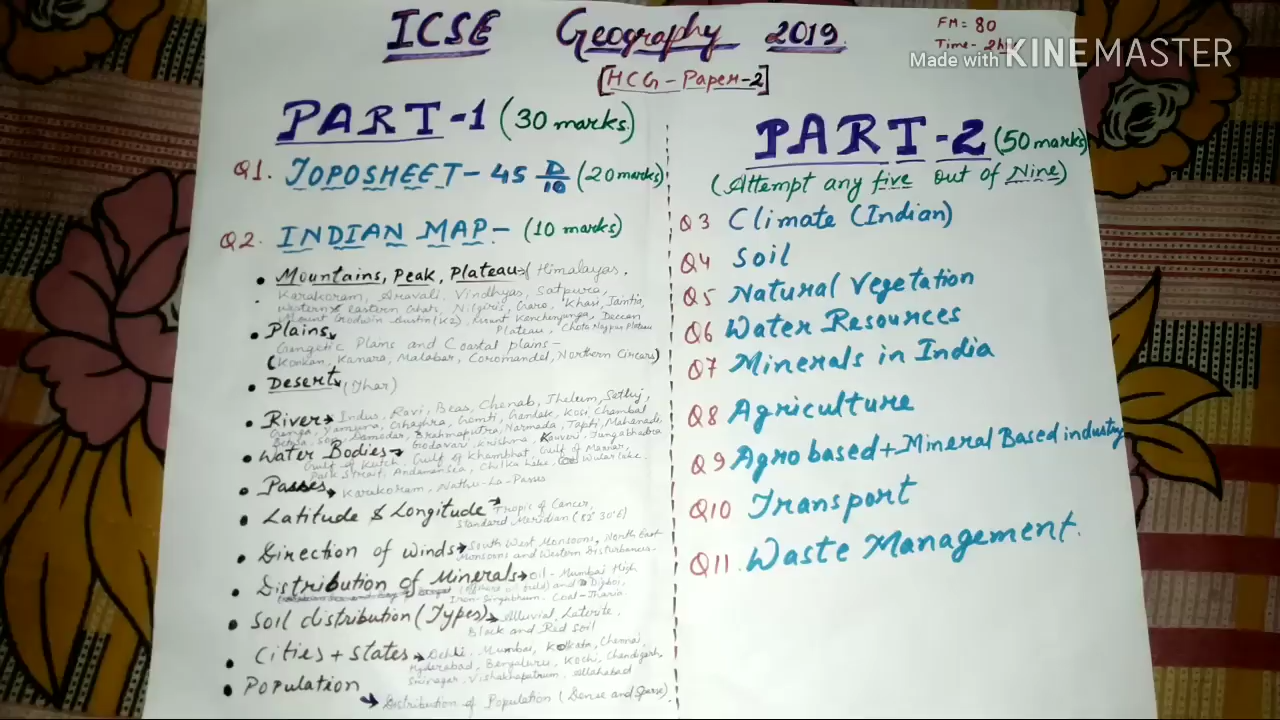 ICSE Geography 2019
FM = 80
Time - 2hr
Made with KINEMASTER
[HCG - Paper-2]
PART-1 (30 marks)
Q1. TOPOSHEET - 45 D/10 (20 marks)
Q2. INDIAN MAP - (10 marks)
• Mountains, Peak, Plateau → (Himalayas,
Karakoram, Aravali, Vindhyas, Satpura,
Western & eastern Ghats, Nilgiris, Garo, Khasi, Jaintia,
Mount Godwin Austin (K2), Mount Kanchenjunga, Deccan
Plateau, Chota Nagpur Plateau
• Plains
Gangetic Plains and Coastal plains -
(Konkan, Kanara, Malabar, Coromandel, Northern Circars)
• Desert (Thar)
• River → Indus, Ravi, Beas, Chenab, Jhelum, Satluj,
Ganga, Yamuna, Ghaghra, Gomti, Gandak, Kosi, Chambal
Betwa, Son, Damodar, Brahmaputra, Narmada, Tapti, Mahanadi,
Godavari, Krishna, Kaveri, Tungabhadra
• Water Bodies →
Gulf of Kutch, Gulf of Khambhat, Gulf of Mannar,
Palk Strait, Andaman Sea, Chilka Lake, Wular Lake.
• Passes → Karakoram, Nathu-La-Passes
• Latitude & Longitude → Tropic of Cancer,
Standard Meridian (82° 30'E)
• Direction of winds → South West Monsoons, North East
Monsoons and Western Disturbances.
• Distribution of Minerals → Oil - Mumbai High
(offshore oil field) and Digboi,
Iron-Singhbhum, Coal-Jharia.
• Soil distribution (Types) → Alluvial, Laterite,
Black and Red Soil
• Cities + States → Delhi, Mumbai, Kolkata, Chennai,
Hyderabad, Bengaluru, Kochi, Chandigarh,
Srinagar, Vishakhapatnam, Allahabad
• Population
→ Distribution of Population (Dense and Sparse)
PART-2 (50 marks)
(Attempt any five out of Nine)
Q3 Climate (Indian)
Q4 Soil
Q5 Natural Vegetation
Q6 Water Resources
Q7 Minerals in India
Q8 Agriculture
Q9 Agro based + Mineral Based industry
Q10 Transport
Q11. Waste Management.